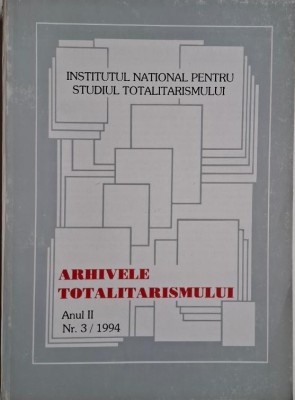 INSTITUTUL NATIONAL PENTRU
STUDIUL TOTALITARISMULUI
ARHIVELE
TOTALITARISMULUI
Anul II
Nr. 3 / 1994